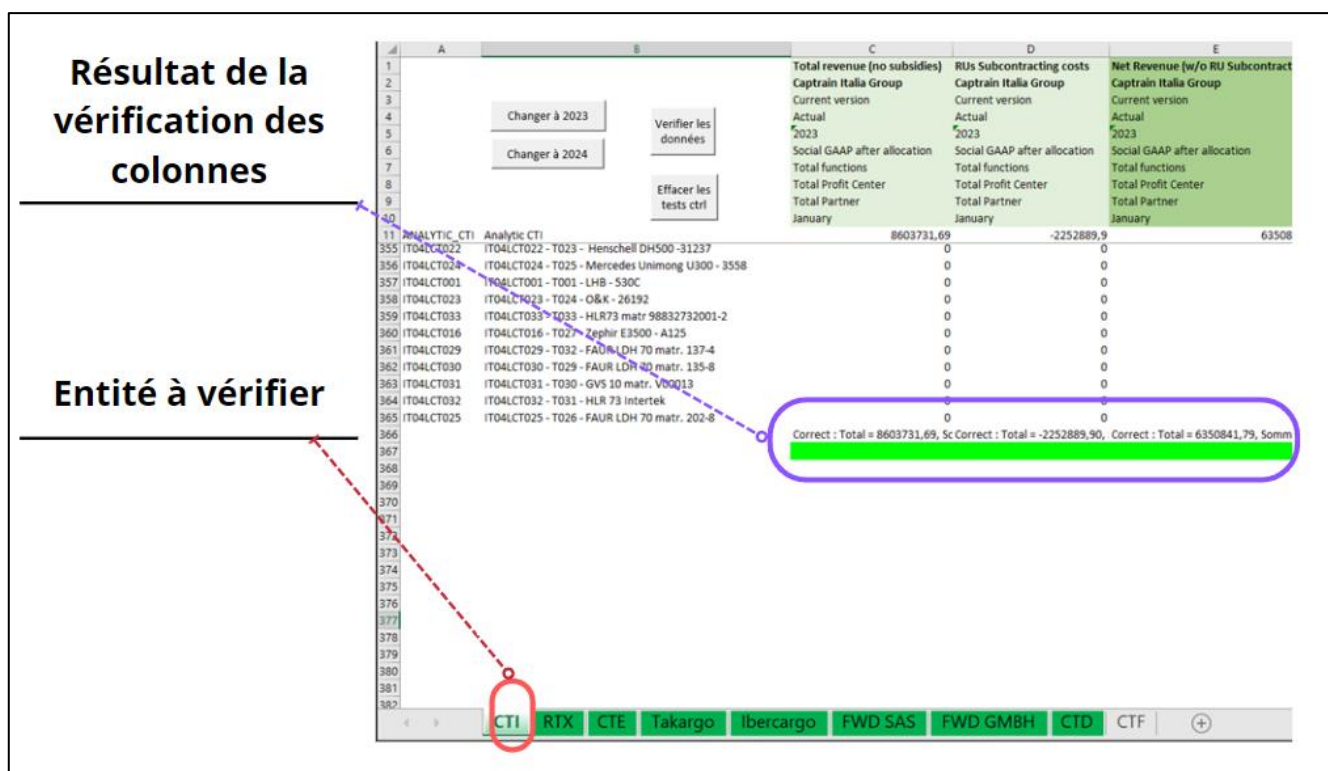 Résultat de la
vérification des
colonnes
Entité à vérifier
A B C D E
1 Total revenue (no subsidies) RUs Subcontracting costs Net Revenue (w/o RU Subcontract
2 Captrain Italia Group Captrain Italia Group Captrain Italia Group
3 Current version Current version Current version
4 Actual Actual Actual
5 2023 2023 2023
6 Social GAAP after allocation Social GAAP after allocation Social GAAP after allocation
7 Total functions Total functions Total functions
8 Total Profit Center Total Profit Center Total Profit Center
9 Total Partner Total Partner Total Partner
10 January January January
Changer à 2023
Changer à 2024
Verifier les
données
Effacer les
tests ctrl
11 ANALYTIC_CTI Analytic CTI 8603731,69 -2252889,9 63508
355 IT04LCT022 IT04LCT022 - T023 - Henschell DH500 -31237 0 0
356 IT04LCT024 IT04LCT024 - T025 - Mercedes Unimong U300 - 3558 0 0
357 IT04LCT001 IT04LCT001 - T001 - LHB - 530C 0 0
358 IT04LCT023 IT04LCT023 - T024 - O&K - 26192 0 0
359 IT04LCT033 IT04LCT033 - T033 - HLR73 matr 98832732001-2 0 0
360 IT04LCT016 IT04LCT016 - T027 - Zephir E3500 - A125 0 0
361 IT04LCT029 IT04LCT029 - T032 - FAUR LDH 70 matr. 137-4 0 0
362 IT04LCT030 IT04LCT030 - T029 - FAUR LDH 70 matr. 135-8 0 0
363 IT04LCT031 IT04LCT031 - T030 - GVS 10 matr. V00013 0 0
364 IT04LCT032 IT04LCT032 - T031 - HLR 73 Intertek 0 0
365 IT04LCT025 IT04LCT025 - T026 - FAUR LDH 70 matr. 202-8 0 0
366 Correct : Total = 8603731,69, Sc Correct : Total = -2252889,90, Correct : Total = 6350841,79, Somm
367
368
369
370
371
372
373
374
375
376
377
378
379
380
381
382
CTI RTX CTE Takargo Ibercargo FWD SAS FWD GMBH CTD CTF